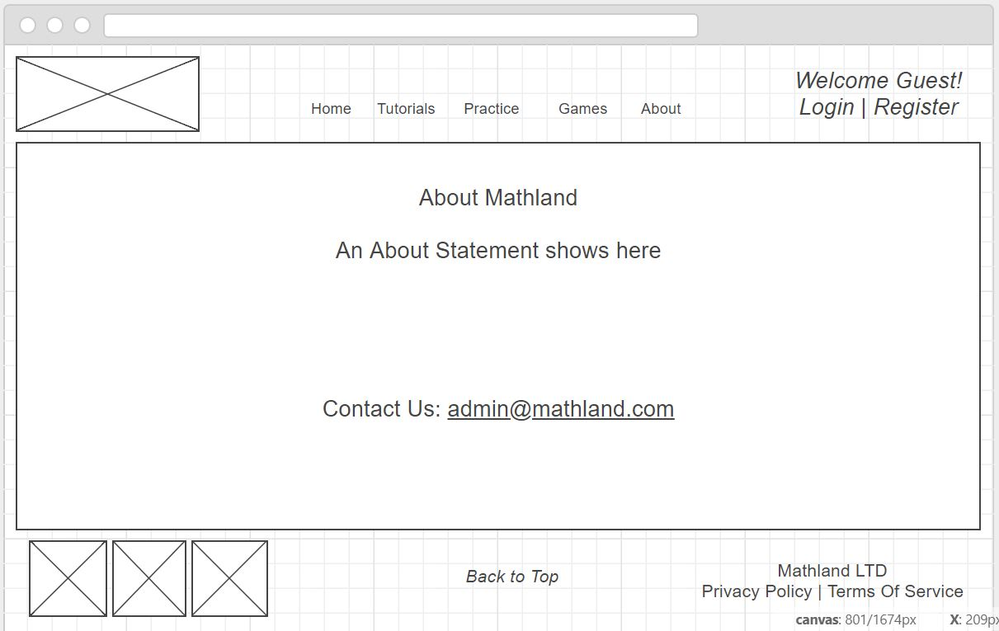 Welcome Guest!
Home Tutorials Practice Games About
Login | Register
About Mathland
An About Statement shows here
Contact Us: admin@mathland.com
Back to Top
Mathland LTD
Privacy Policy | Terms Of Service
canvas: 801/1674px X: 209px